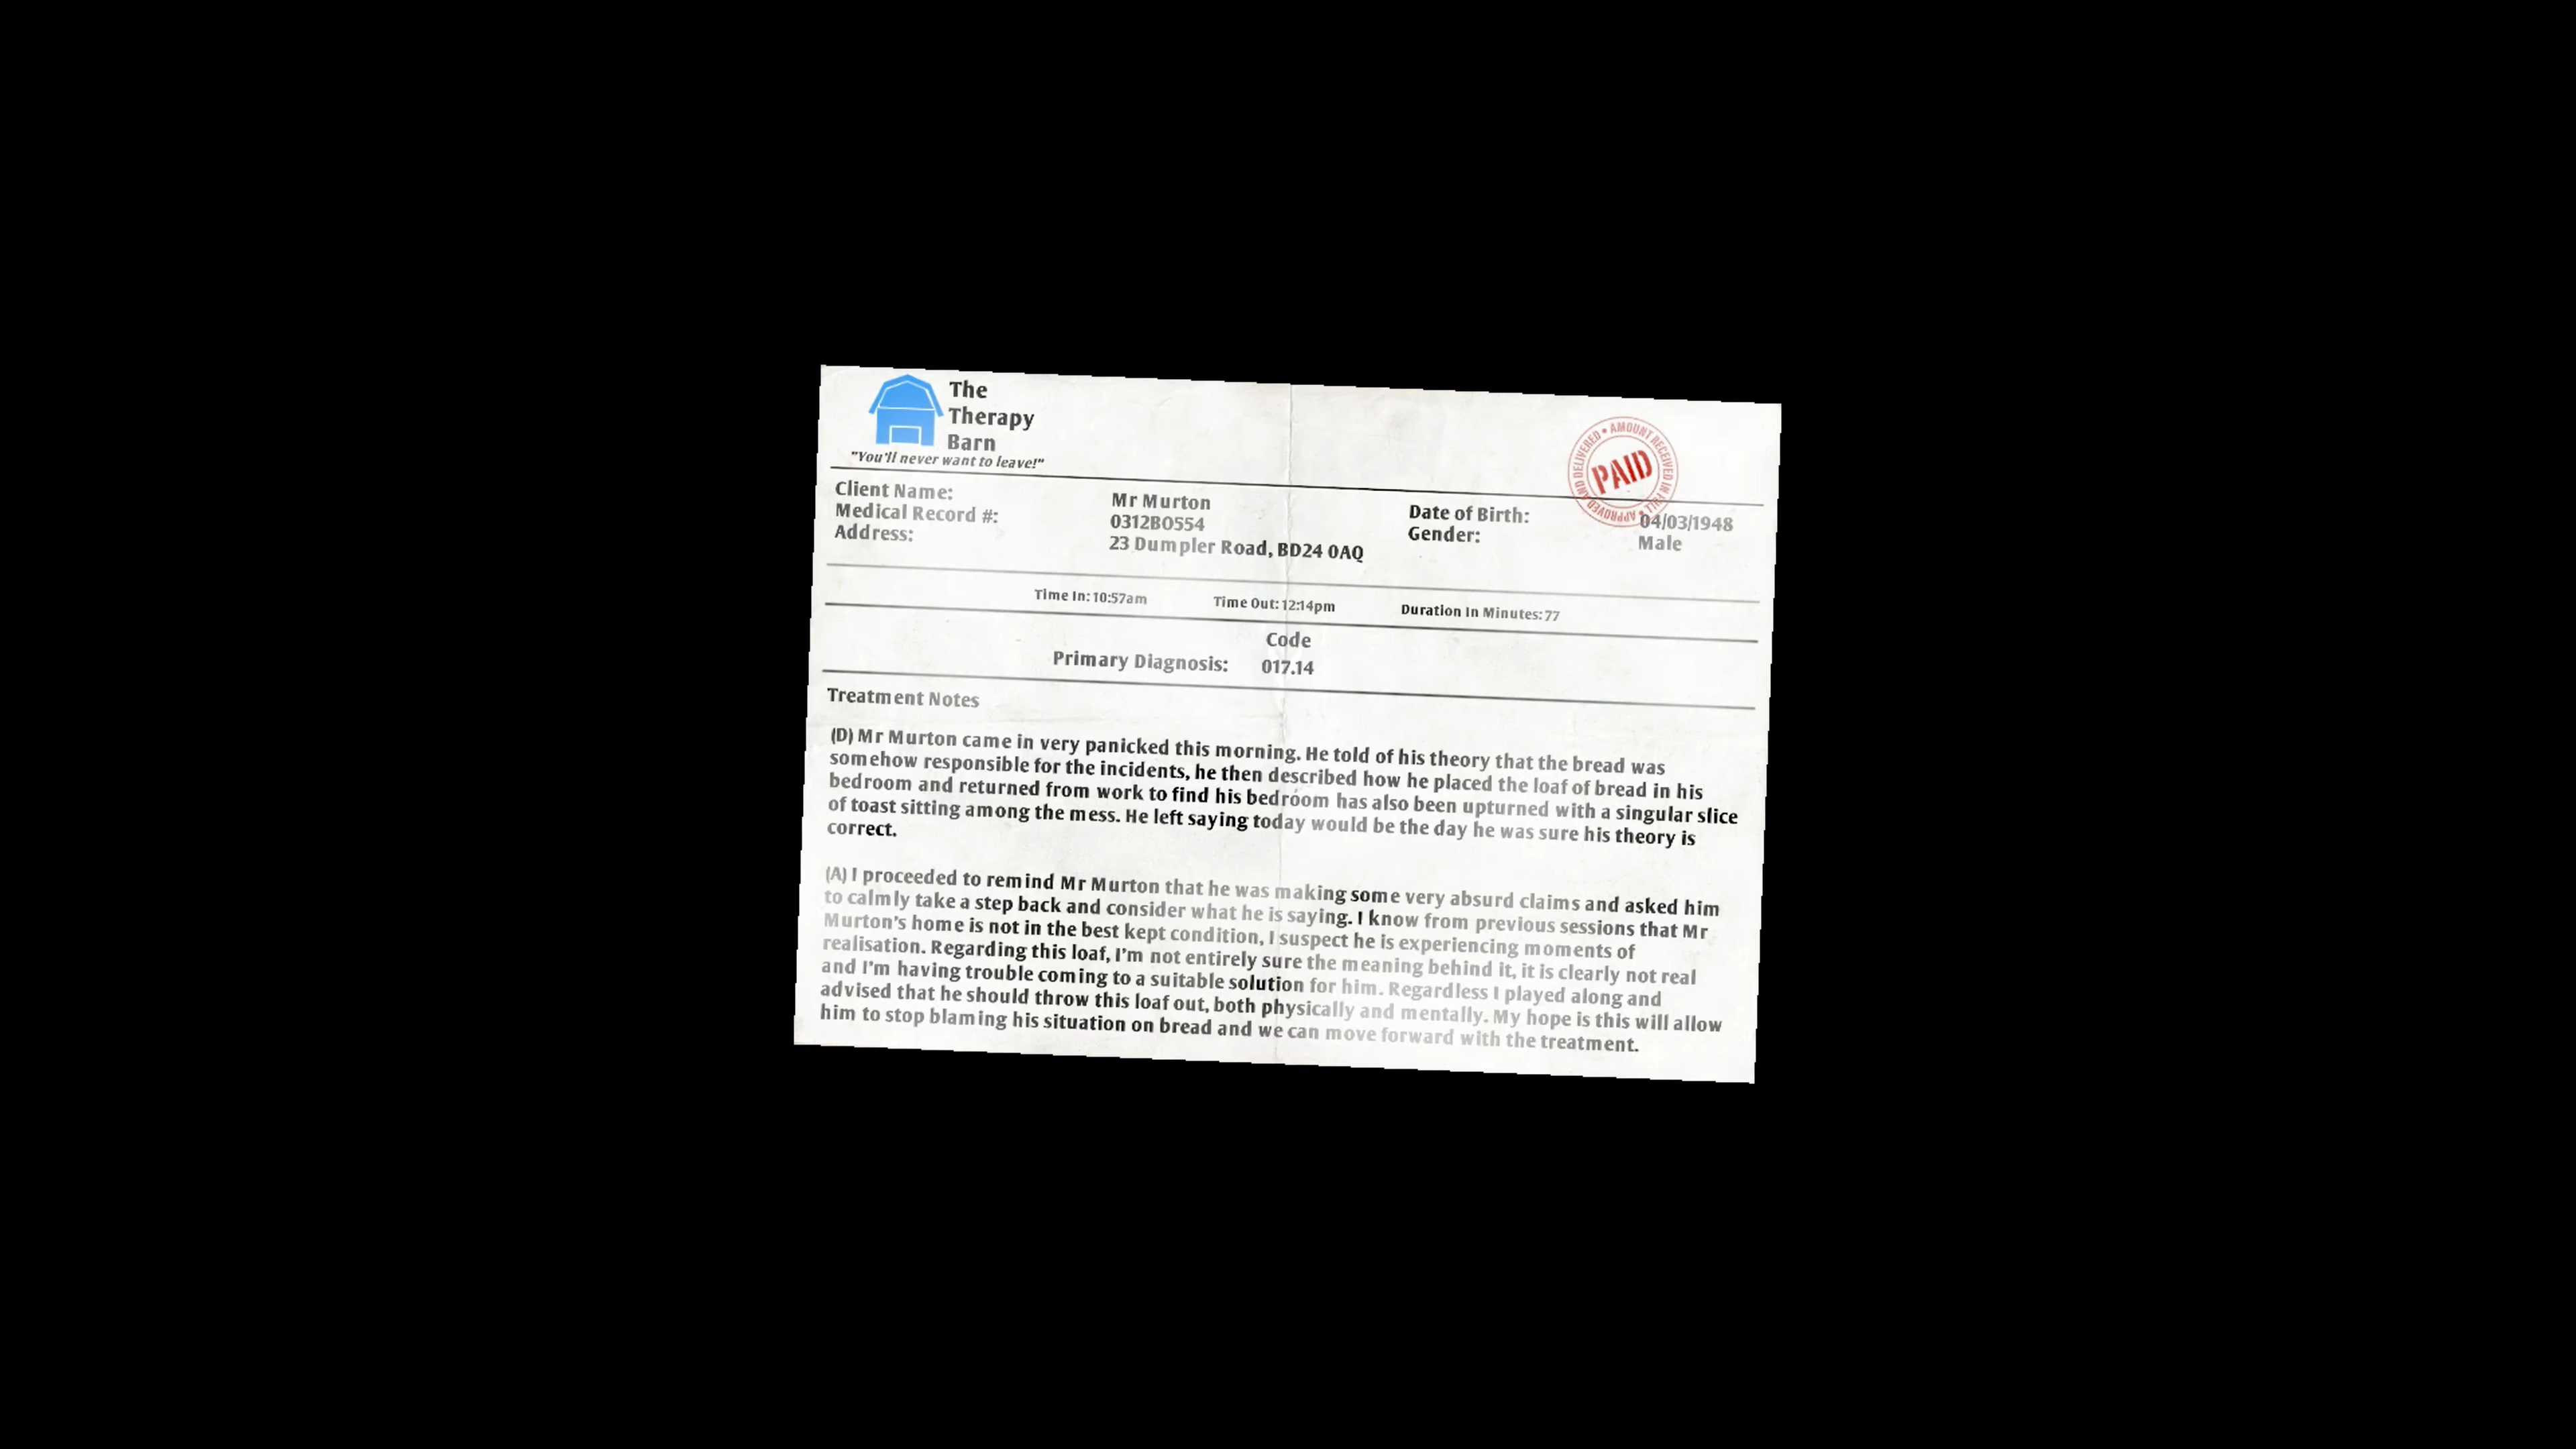 The
Therapy
Barn
"You'll never want to leave!"
AMOUNT RECEIVED IN FULL • APPROVED AND DELIVERED •
PAID
Client Name: Mr Murton Date of Birth: 04/03/1948
Medical Record #: 0312BO554 Gender: Male
Address: 23 Dumpler Road, BD24 0AQ
Time In: 10:57am Time Out: 12:14pm Duration In Minutes: 77
Code
Primary Diagnosis: 017.14
Treatment Notes
(D) Mr Murton came in very panicked this morning. He told of his theory that the bread was
somehow responsible for the incidents, he then described how he placed the loaf of bread in his
bedroom and returned from work to find his bedroom has also been upturned with a singular slice
of toast sitting among the mess. He left saying today would be the day he was sure his theory is
correct.
(A) I proceeded to remind Mr Murton that he was making some very absurd claims and asked him
to calmly take a step back and consider what he is saying. I know from previous sessions that Mr
Murton's home is not in the best kept condition, I suspect he is experiencing moments of
realisation. Regarding this loaf, I'm not entirely sure the meaning behind it, it is clearly not real
and I'm having trouble coming to a suitable solution for him. Regardless I played along and
advised that he should throw this loaf out, both physically and mentally. My hope is this will allow
him to stop blaming his situation on bread and we can move forward with the treatment.